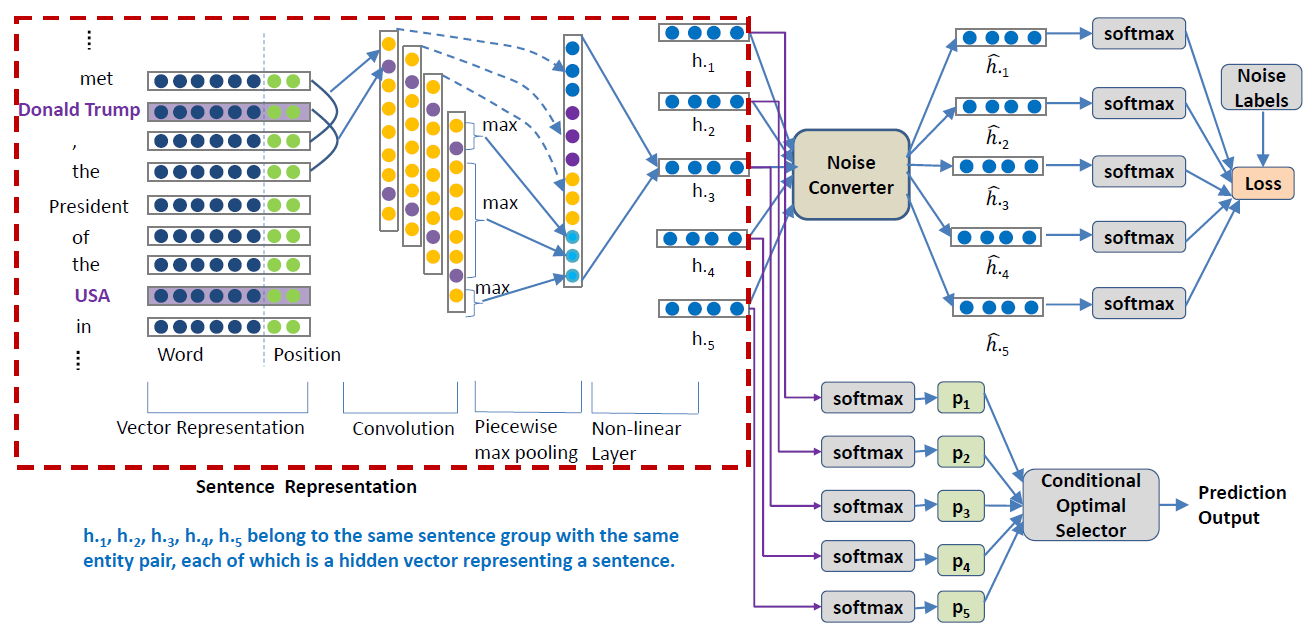 ⋮
met
Donald Trump
,
the
President
of
the
USA
in
⋮
Word
Position
Vector Representation
Convolution
Piecewise
max pooling
Non-linear
Layer
max
max
max
h.₁
h.₂
h.₃
h.₄
h.₅
Sentence Representation
h.₁, h.₂, h.₃, h.₄, h.₅ belong to the same sentence group with the same
entity pair, each of which is a hidden vector representing a sentence.
Noise
Converter
ĥ.₁
ĥ.₂
ĥ.₃
ĥ.₄
ĥ.₅
softmax
softmax
softmax
softmax
softmax
Noise
Labels
Loss
softmax
p₁
softmax
p₂
softmax
p₃
softmax
p₄
softmax
p₅
Conditional
Optimal
Selector
Prediction
Output